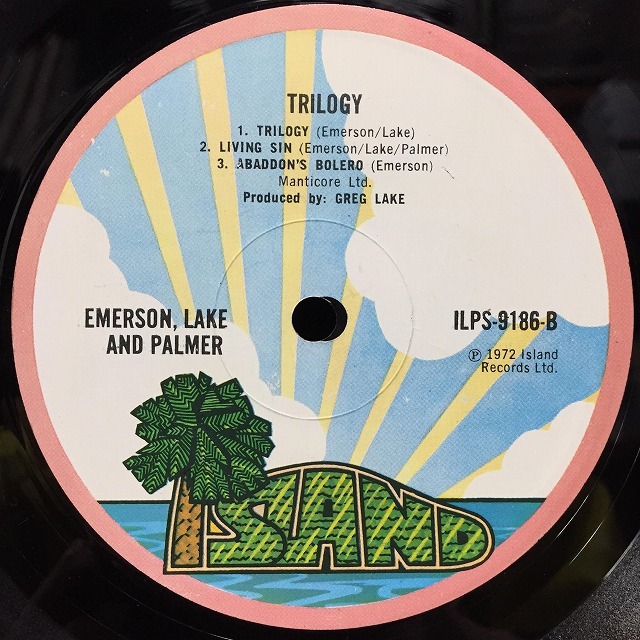 TRILOGY
1. TRILOGY (Emerson/Lake)
2. LIVING SIN (Emerson/Lake/Palmer)
3. ABADDON'S BOLERO (Emerson)
Manticore Ltd.
Produced by: GREG LAKE
EMERSON, LAKE
AND PALMER
ILPS-9186-B
Ⓟ 1972 Island
Records Ltd.
ISLAND